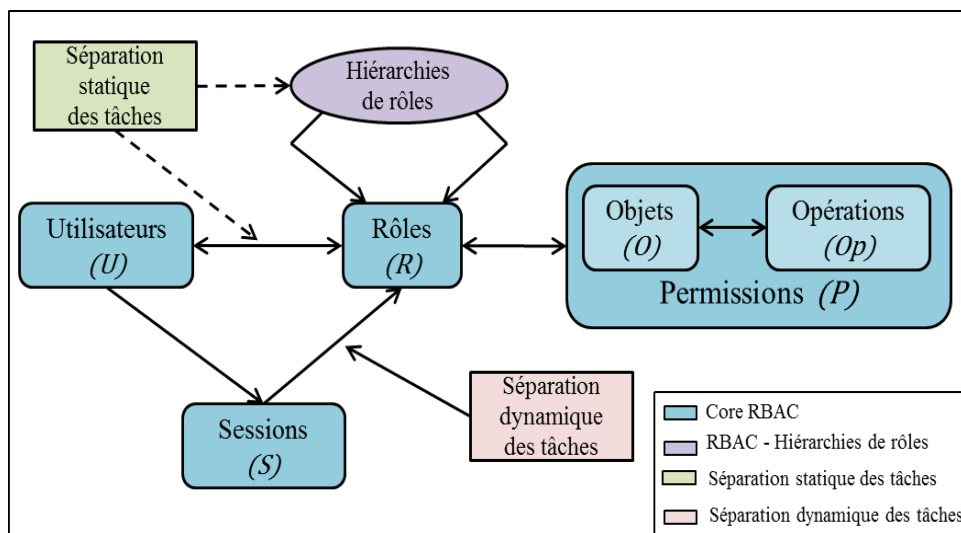 Séparation
statique
des tâches
Hiérarchies
de rôles
Utilisateurs
(U)
Rôles
(R)
Objets
(O)
Opérations
(Op)
Permissions (P)
Sessions
(S)
Séparation
dynamique
des tâches
Core RBAC
RBAC - Hiérarchies de rôles
Séparation statique des tâches
Séparation dynamique des tâches